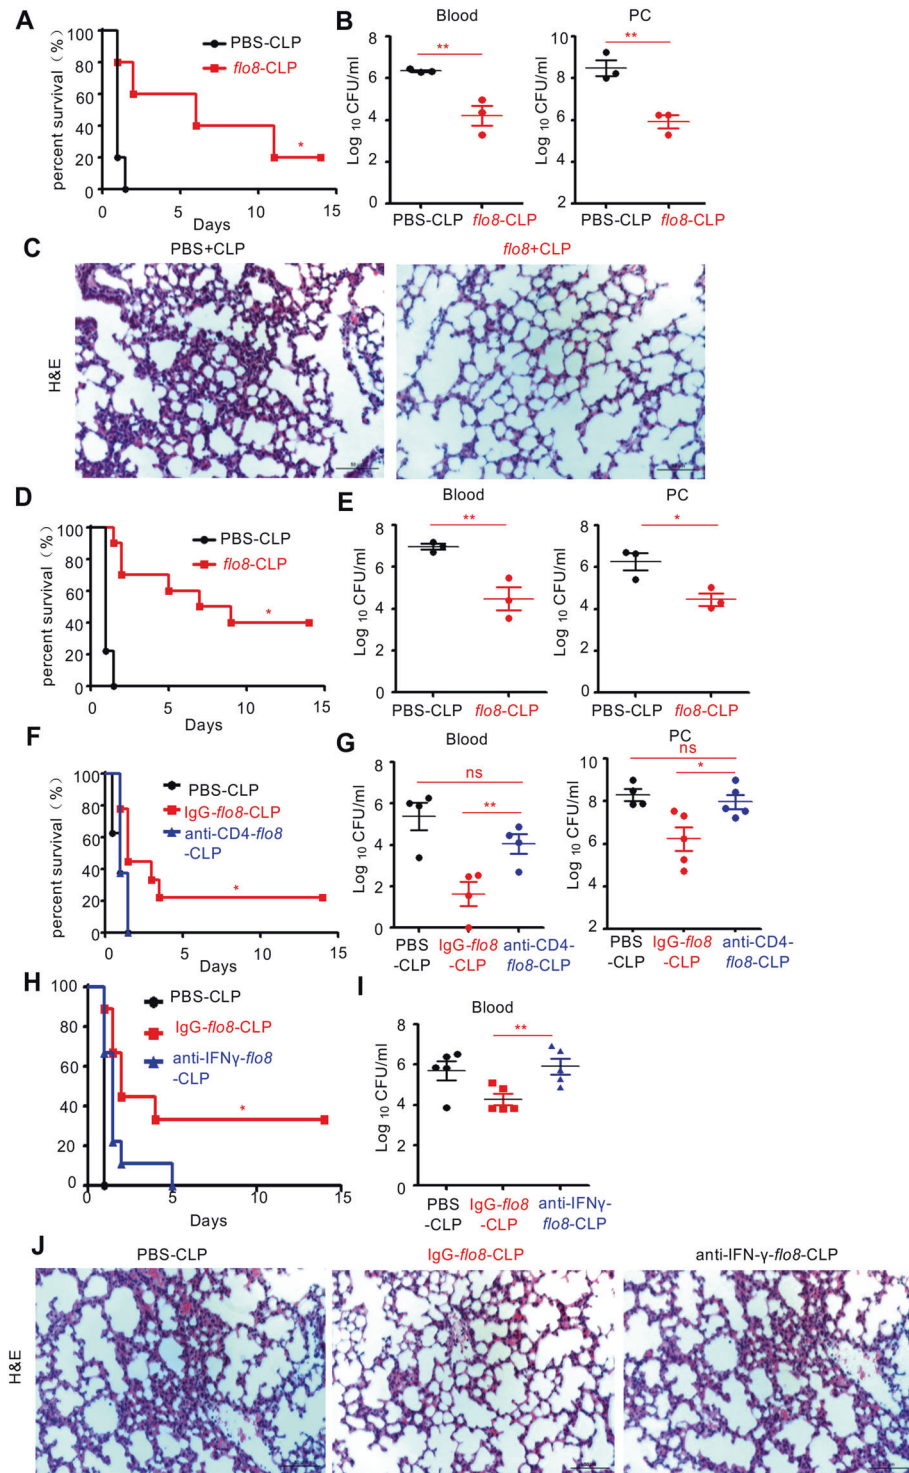 A
percent survival (%)
100
80
60
40
20
0
0 5 10 15
Days
PBS-CLP
flo8-CLP
*
B
Blood
Log 10 CFU/ml
8
6
4
2
0
**
PBS-CLP flo8-CLP
PC
Log 10 CFU/ml
10
8
6
4
2
**
PBS-CLP flo8-CLP
C
PBS+CLP
flo8+CLP
H&E
D
percent survival (%)
100
80
60
40
20
0
0 5 10 15
Days
PBS-CLP
flo8-CLP
*
E
Blood
Log 10 CFU/ml
8
6
4
2
0
**
PBS-CLP flo8-CLP
PC
Log 10 CFU/ml
8
6
4
2
0
*
PBS-CLP flo8-CLP
F
percent survival (%)
100
80
60
40
20
0
0 5 10 15
Days
PBS-CLP
IgG-flo8-CLP
anti-CD4-flo8
-CLP
*
G
Blood
Log 10 CFU/ml
8
6
4
2
0
ns
**
PBS IgG-flo8 anti-CD4-
-CLP -CLP flo8-CLP
PC
Log 10 CFU/ml
10
8
6
4
2
ns
*
PBS IgG-flo8 anti-CD4-
-CLP -CLP flo8-CLP
H
percent survival (%)
100
80
60
40
20
0
0 5 10 15
Days
PBS-CLP
IgG-flo8-CLP
anti-IFNγ-flo8
-CLP
*
I
Blood
Log 10 CFU/ml
8
6
4
2
0
**
PBS IgG-flo8 anti-IFNγ-
-CLP -CLP flo8-CLP
J
PBS-CLP
IgG-flo8-CLP
anti-IFN-γ-flo8-CLP
H&E